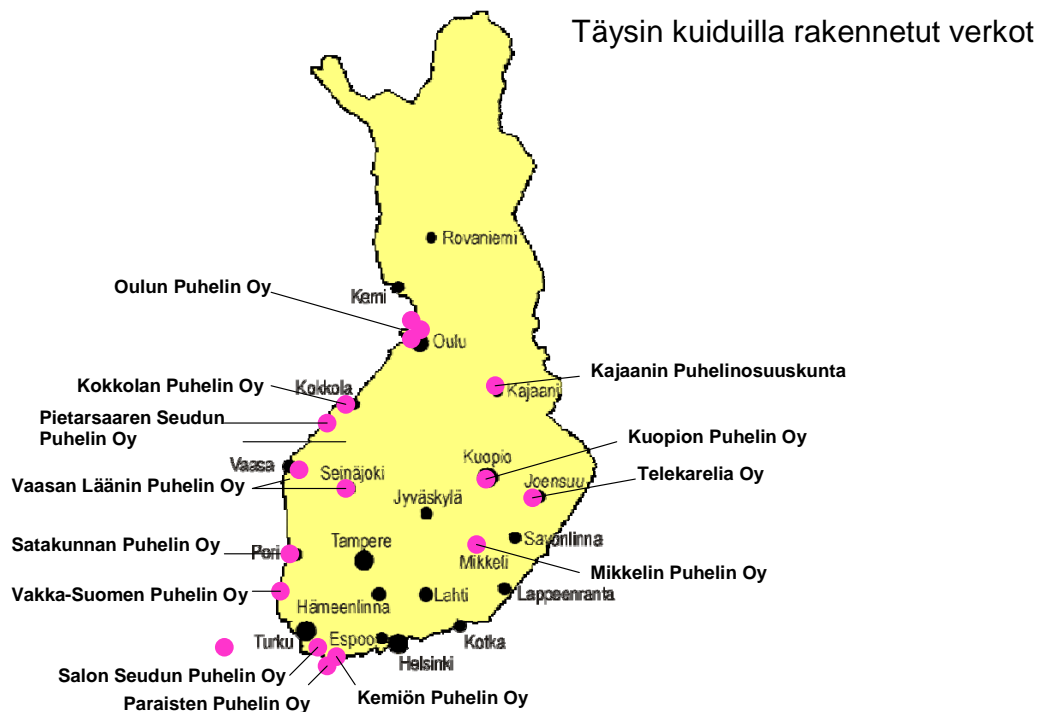 Täysin kuiduilla rakennetut verkot
Rovaniemi
Oulun Puhelin Oy
Kemi
Oulu
Kajaanin Puhelinosuuskunta
Kokkolan Puhelin Oy
Kokkola
Kajaani
Pietarsaaren Seudun
Puhelin Oy
Kuopion Puhelin Oy
Vaasa
Kuopio
Seinäjoki
Telekarelia Oy
Vaasan Läänin Puhelin Oy
Joensuu
Jyväskylä
Satakunnan Puhelin Oy
Pori
Tampere
Savonlinna
Mikkeli
Mikkelin Puhelin Oy
Vakka-Suomen Puhelin Oy
Hämeenlinna
Lahti
Lappeenranta
Turku
Espoo
Kotka
Helsinki
Salon Seudun Puhelin Oy
Kemiön Puhelin Oy
Paraisten Puhelin Oy